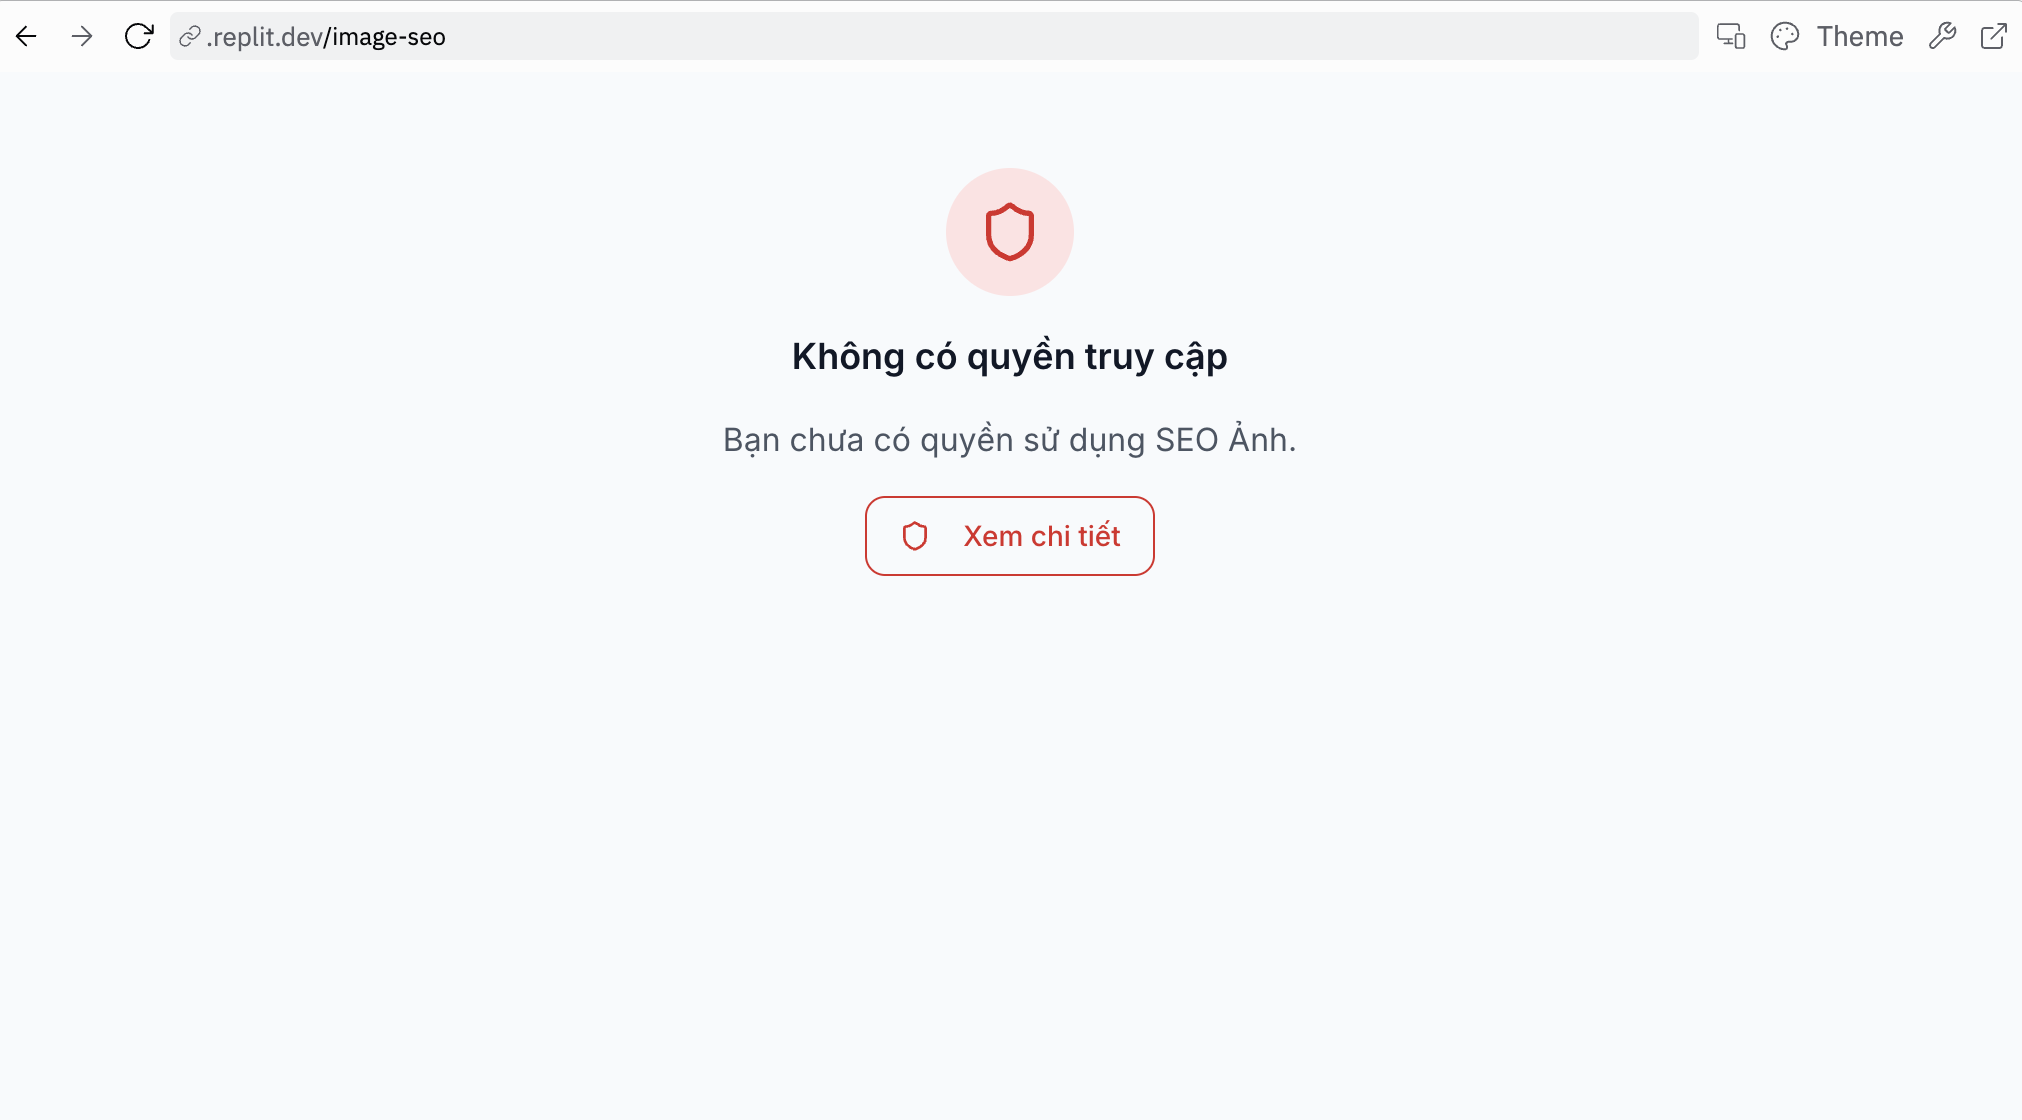 .replit.dev/image-seo
Theme
Không có quyền truy cập
Bạn chưa có quyền sử dụng SEO Ảnh.
Xem chi tiết